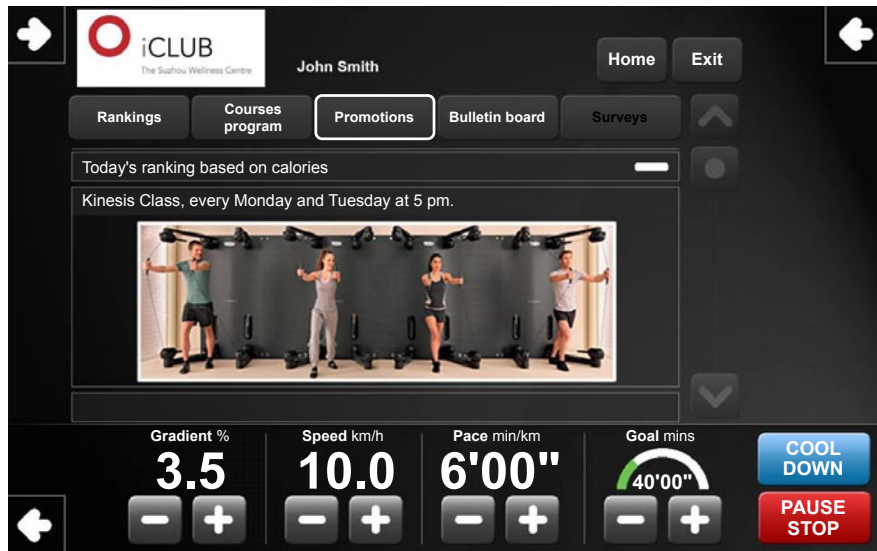 iCLUB
The Suzhou Wellness Centre
John Smith
Home
Exit
Rankings
Courses
program
Promotions
Bulletin board
Surveys
Today's ranking based on calories
Kinesis Class, every Monday and Tuesday at 5 pm.
Gradient %
3.5
Speed km/h
10.0
Pace min/km
6'00"
Goal mins
40'00"
COOL
DOWN
PAUSE
STOP